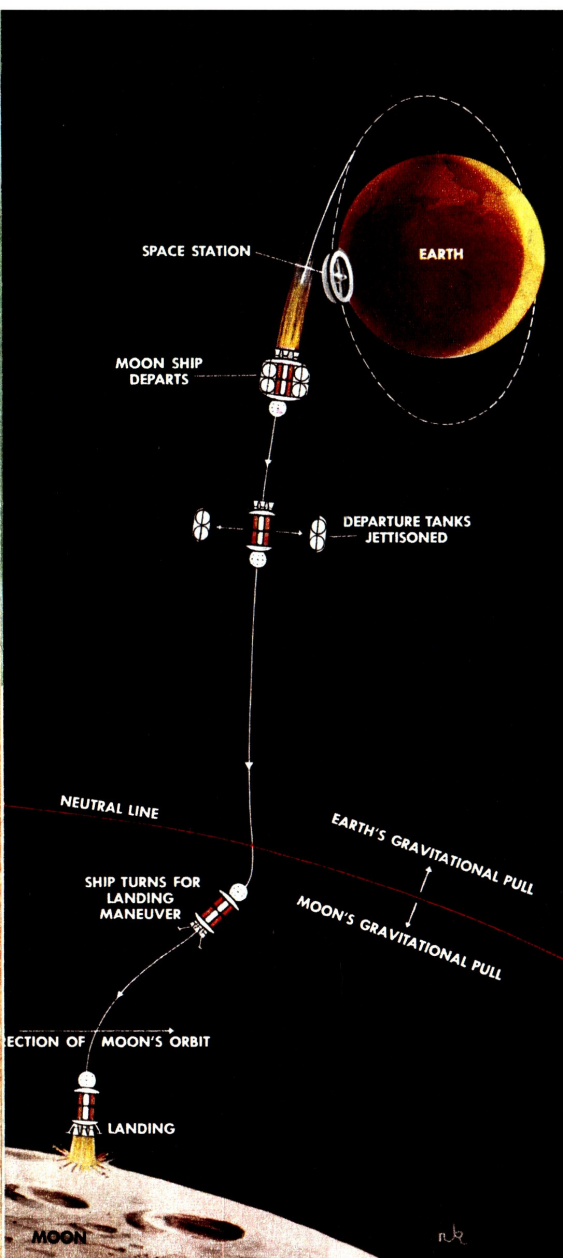 SPACE STATION
EARTH
MOON SHIP
DEPARTS
DEPARTURE TANKS
JETTISONED
NEUTRAL LINE
EARTH'S GRAVITATIONAL PULL
SHIP TURNS FOR
LANDING
MANEUVER
MOON'S GRAVITATIONAL PULL
RECTION OF MOON'S ORBIT
LANDING
MOON